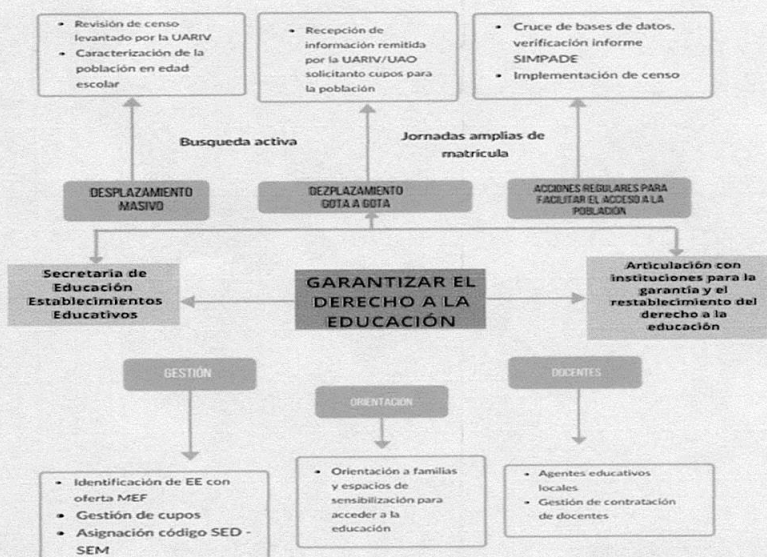 • Revisión de censo
levantado por la UARIV
• Caracterización de la
población en edad
escolar
• Recepción de
información remitida
por la UARIV/UAO
solicitanto cupos para
la población
• Cruce de bases de datos,
verificación informe
SIMPADE
• Implementación de censo
Busqueda activa
Jornadas amplias de
matrícula
DESPLAZAMIENTO
MASIVO
DEZPLAZAMIENTO
GOTA A GOTA
ACCIONES REGULARES PARA
FACILITAR EL ACCESO A LA
POBLACIÓN
Secretaria de
Educación
Establecimientos
Educativos
GARANTIZAR EL
DERECHO A LA
EDUCACIÓN
Articulación con
instituciones para la
garantía y el
restablecimiento del
derecho a la
educación
GESTIÓN
ORIENTACIÓN
DOCENTES
• Identificación de EE con
oferta MEF
• Gestión de cupos
• Asignación código SED -
SEM
• Orientación a familias
y espacios de
sensibilización para
acceder a la
educación
• Agentes educativos
locales
• Gestión de contratación
de docentes